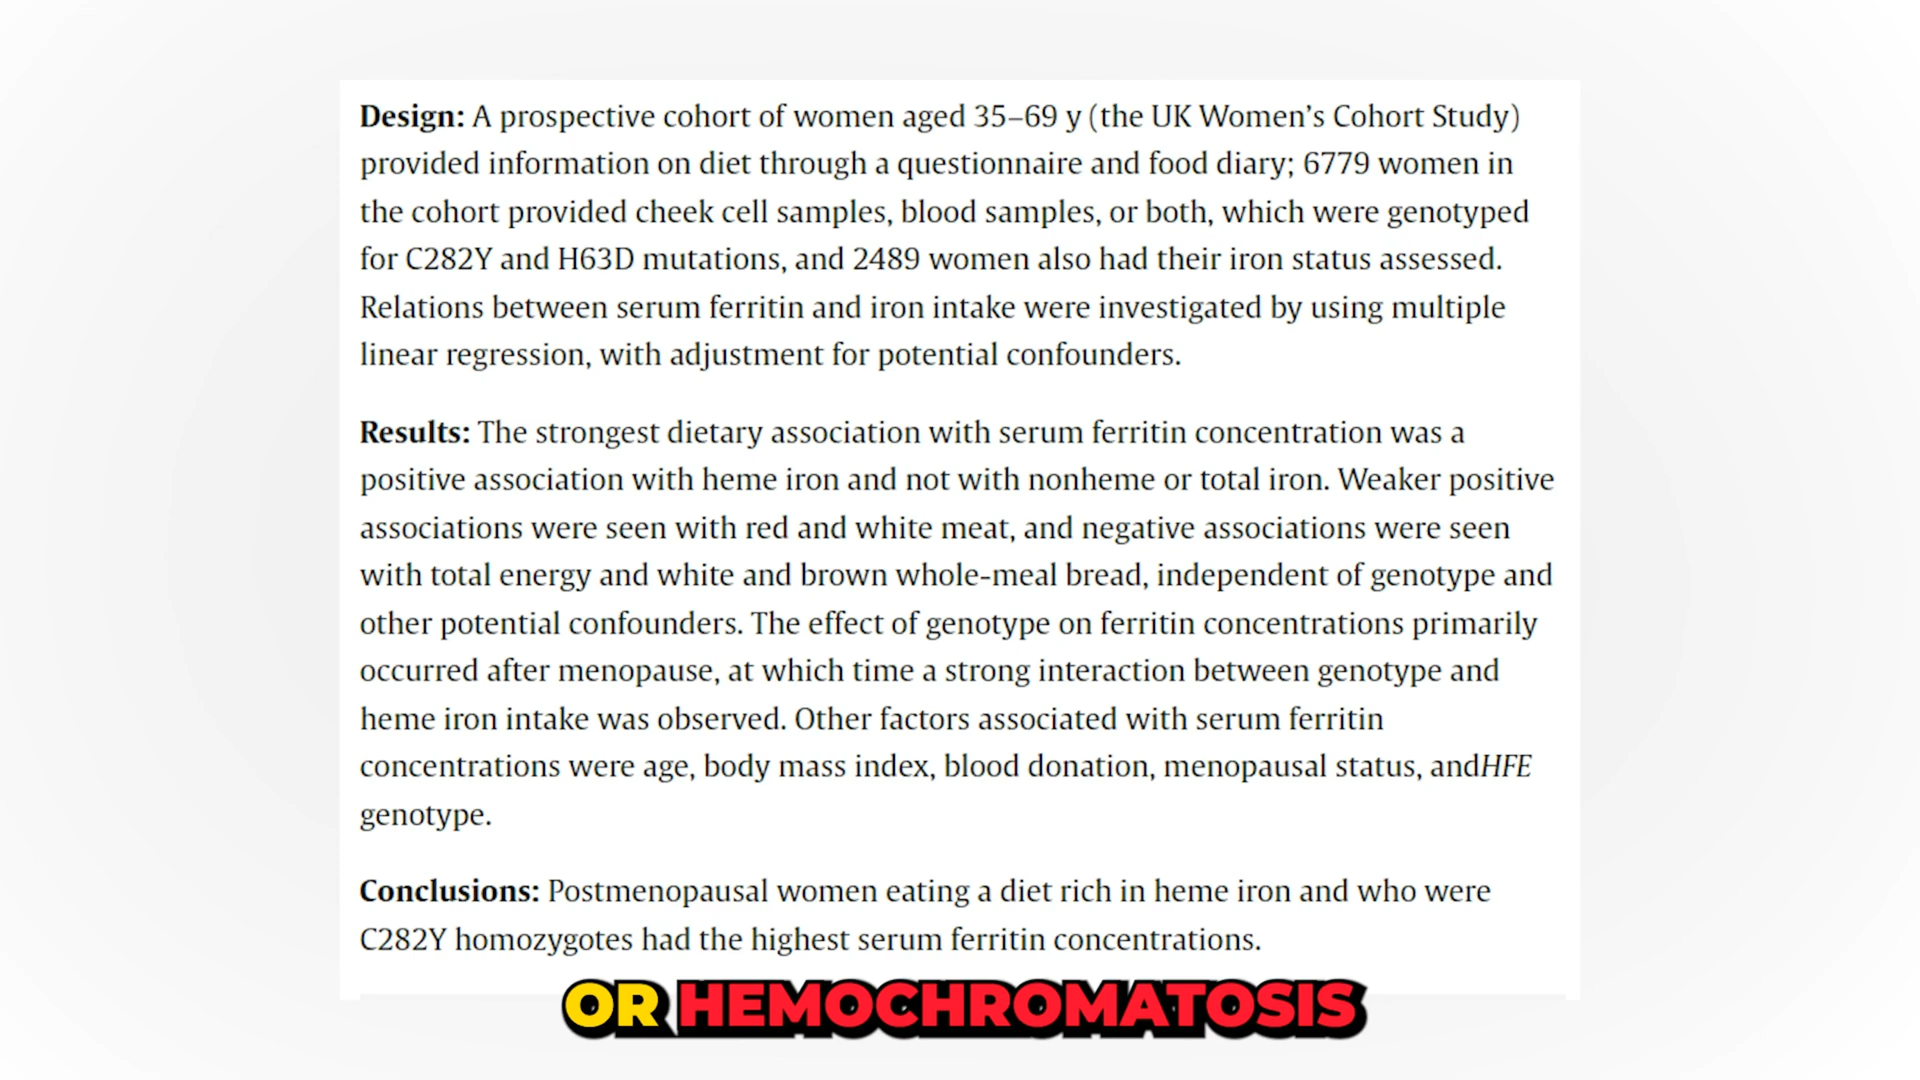 Design: A prospective cohort of women aged 35–69 y (the UK Women’s Cohort Study)
provided information on diet through a questionnaire and food diary; 6779 women in
the cohort provided cheek cell samples, blood samples, or both, which were genotyped
for C282Y and H63D mutations, and 2489 women also had their iron status assessed.
Relations between serum ferritin and iron intake were investigated by using multiple
linear regression, with adjustment for potential confounders.
Results: The strongest dietary association with serum ferritin concentration was a
positive association with heme iron and not with nonheme or total iron. Weaker positive
associations were seen with red and white meat, and negative associations were seen
with total energy and white and brown whole-meal bread, independent of genotype and
other potential confounders. The effect of genotype on ferritin concentrations primarily
occurred after menopause, at which time a strong interaction between genotype and
heme iron intake was observed. Other factors associated with serum ferritin
concentrations were age, body mass index, blood donation, menopausal status, andHFE
genotype.
Conclusions: Postmenopausal women eating a diet rich in heme iron and who were
C282Y homozygotes had the highest serum ferritin concentrations.
OR HEMOCHROMATOSIS